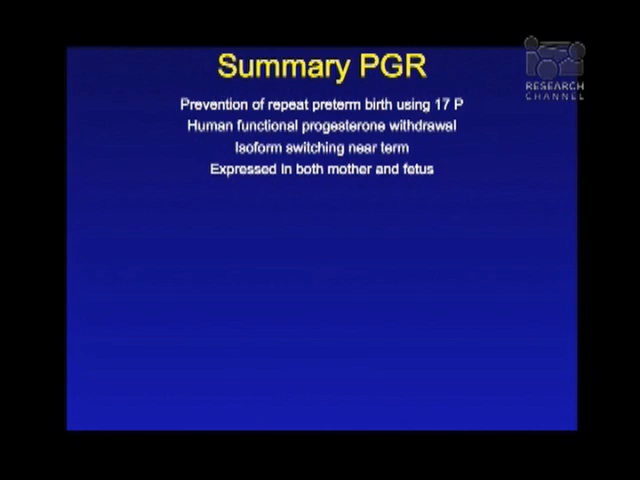 Summary PGR
RESEARCH
CHANNEL
Prevention of repeat preterm birth using 17 P
Human functional progesterone withdrawal
Isoform switching near term
Expressed in both mother and fetus